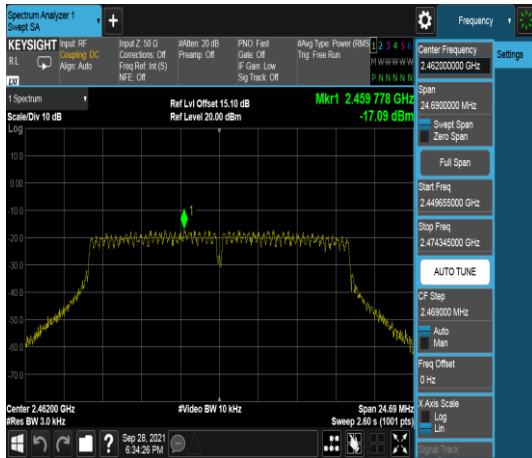 Spectrum Analyzer 1
Swept SA
Frequency
KEYSIGHT
RL
Input: RF
Coupling: DC
Align: Auto
Input Z: 50 Ω
Corrections: Off
Freq Ref: Int (S)
NFE: Off
#Atten: 20 dB
Preamp: Off
PNO: Fast
Gate: Off
IF Gain: Low
Sig Track: Off
#Avg Type: Power (RMS
Trig: Free Run
1 2 3 4 5 6
M W W W W W
P N N N N N
LXI
1 Spectrum
Scale/Div 10 dB
Ref Lvl Offset 15.10 dB
Ref Level 20.00 dBm
Mkr1 2.459 778 GHz
-17.09 dBm
Log
10.0
0.00
-10.0
-20.0
-30.0
-40.0
-50.0
-60.0
-70.0
1
Center 2.46200 GHz
#Res BW 3.0 kHz
#Video BW 10 kHz
Span 24.69 MHz
Sweep 2.60 s (1001 pts)
Sep 28, 2021
6:34:26 PM
?
Center Frequency
2.462000000 GHz
Settings
Span
24.6900000 MHz
Swept Span
Zero Span
Full Span
Start Freq
2.449655000 GHz
Stop Freq
2.474345000 GHz
AUTO TUNE
CF Step
2.469000 MHz
Auto
Man
Freq Offset
0 Hz
X Axis Scale
Log
Lin
Signal Track